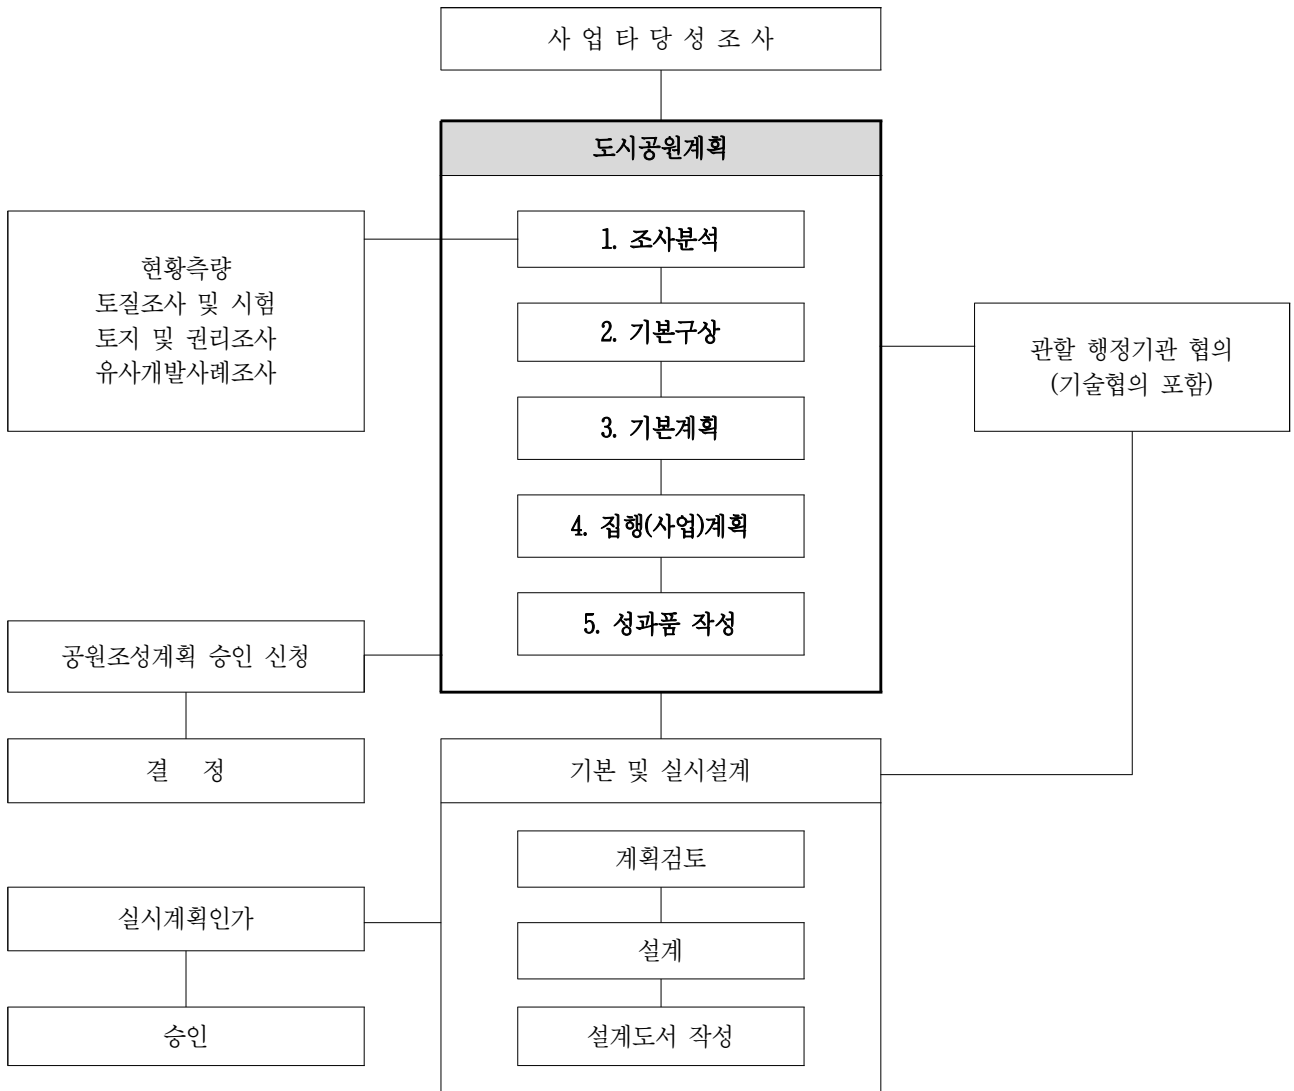 사 업 타 당 성 조 사
도시공원계획
1. 조사분석
현황측량
토질조사 및 시험
토지 및 권리조사
유사개발사례조사
2. 기본구상
관할 행정기관 협의
(기술협의 포함)
3. 기본계획
4. 집행(사업)계획
5. 성과품 작성
공원조성계획 승인 신청
결 정
기본 및 실시설계
계획검토
실시계획인가
설계
승인
설계도서 작성